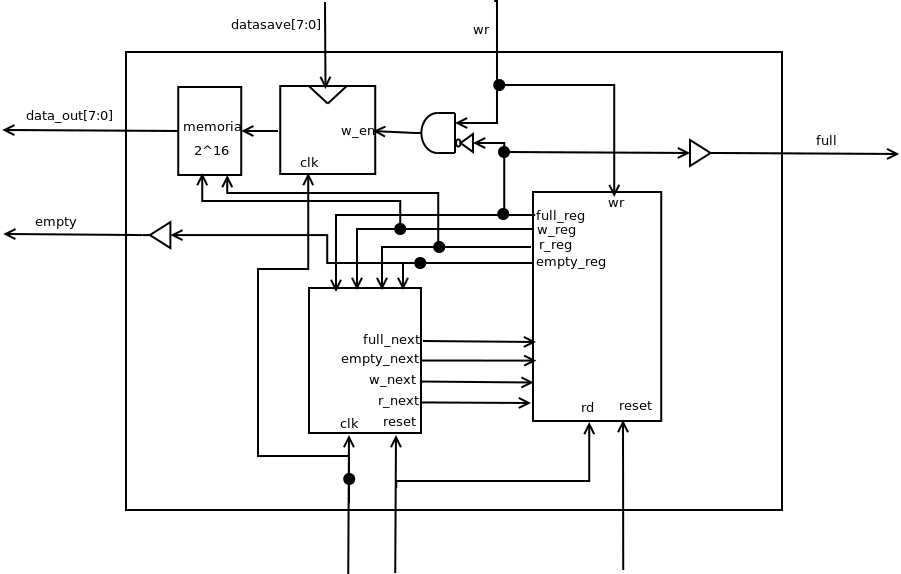 datasave[7:0]
wr
data_out[7:0]
memoria
2^16
w_en
clk
full
wr
full_reg
w_reg
r_reg
empty_reg
empty
full_next
empty_next
w_next
r_next
clk
reset
rd
reset